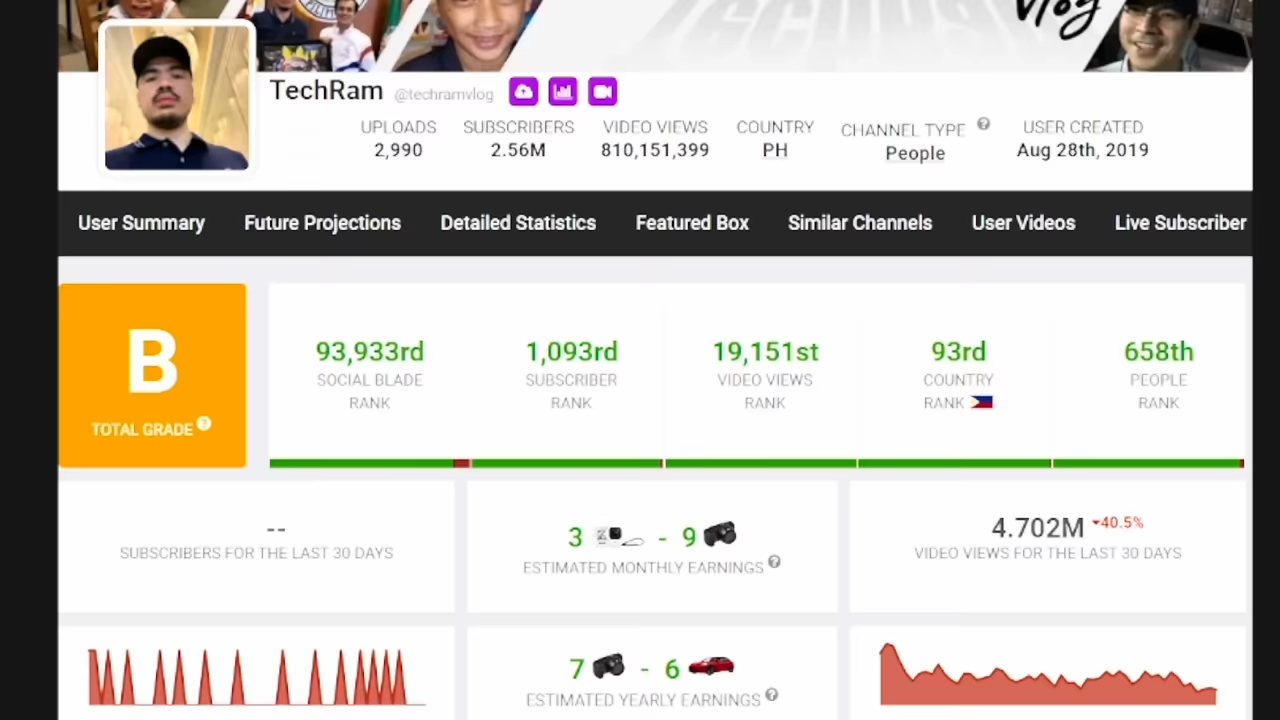 Vlog
TechRam @techramvlog
UPLOADS SUBSCRIBERS VIDEO VIEWS COUNTRY CHANNEL TYPE ? USER CREATED
2,990 2.56M 810,151,399 PH People Aug 28th, 2019
User Summary Future Projections Detailed Statistics Featured Box Similar Channels User Videos Live Subscriber
B
TOTAL GRADE ?
93,933rd 1,093rd 19,151st 93rd 658th
SOCIAL BLADE SUBSCRIBER VIDEO VIEWS COUNTRY PEOPLE
RANK RANK RANK RANK RANK
--
SUBSCRIBERS FOR THE LAST 30 DAYS
3 - 9
ESTIMATED MONTHLY EARNINGS ?
4.702M 40.5%
VIDEO VIEWS FOR THE LAST 30 DAYS
7 - 6
ESTIMATED YEARLY EARNINGS ?